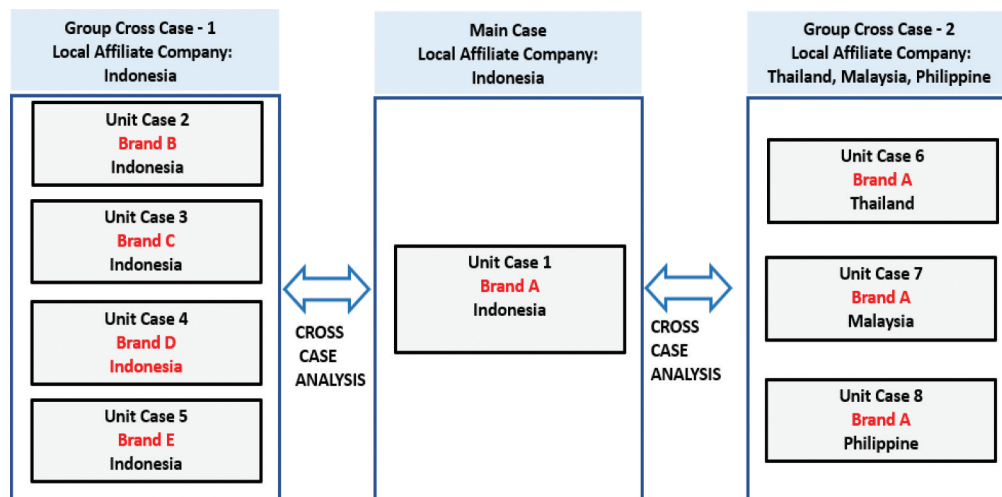 Group Cross Case - 1
Local Affiliate Company:
Indonesia
Unit Case 2
Brand B
Indonesia
Unit Case 3
Brand C
Indonesia
Unit Case 4
Brand D
Indonesia
Unit Case 5
Brand E
Indonesia
CROSS
CASE
ANALYSIS
Main Case
Local Affiliate Company:
Indonesia
Unit Case 1
Brand A
Indonesia
CROSS
CASE
ANALYSIS
Group Cross Case - 2
Local Affiliate Company:
Thailand, Malaysia, Philippine
Unit Case 6
Brand A
Thailand
Unit Case 7
Brand A
Malaysia
Unit Case 8
Brand A
Philippine